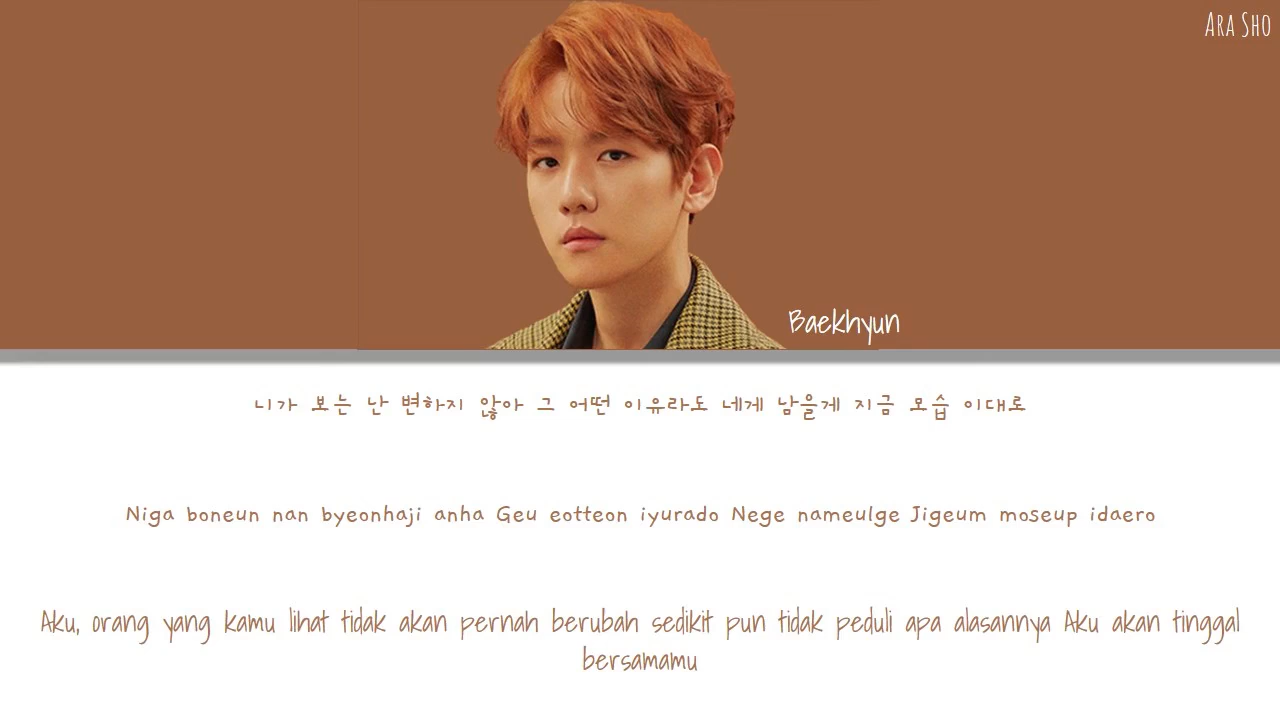 Ara Sho
Baekhyun
니가 보는 난 변하지 않아 그 어떤 이유라도 네게 남을게 지금 모습 이대로
Niga boneun nan byeonhaji anha Geu eotteon iyurado Nege nameulge Jigeum moseup idaero
Aku, orang yang kamu lihat tidak akan pernah berubah sedikit pun tidak peduli apa alasannya Aku akan tinggal
bersamamu